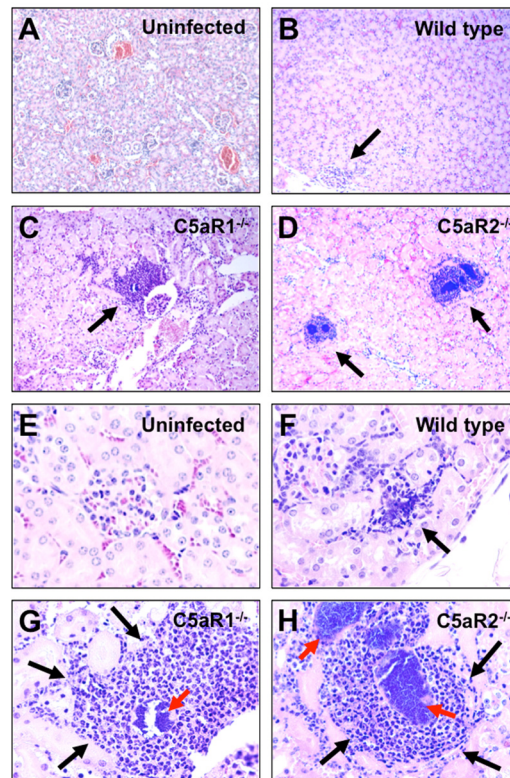 A Uninfected
B Wild type
C C5aR1-/-
D C5aR2-/-
E Uninfected
F Wild type
G C5aR1-/-
H C5aR2-/-